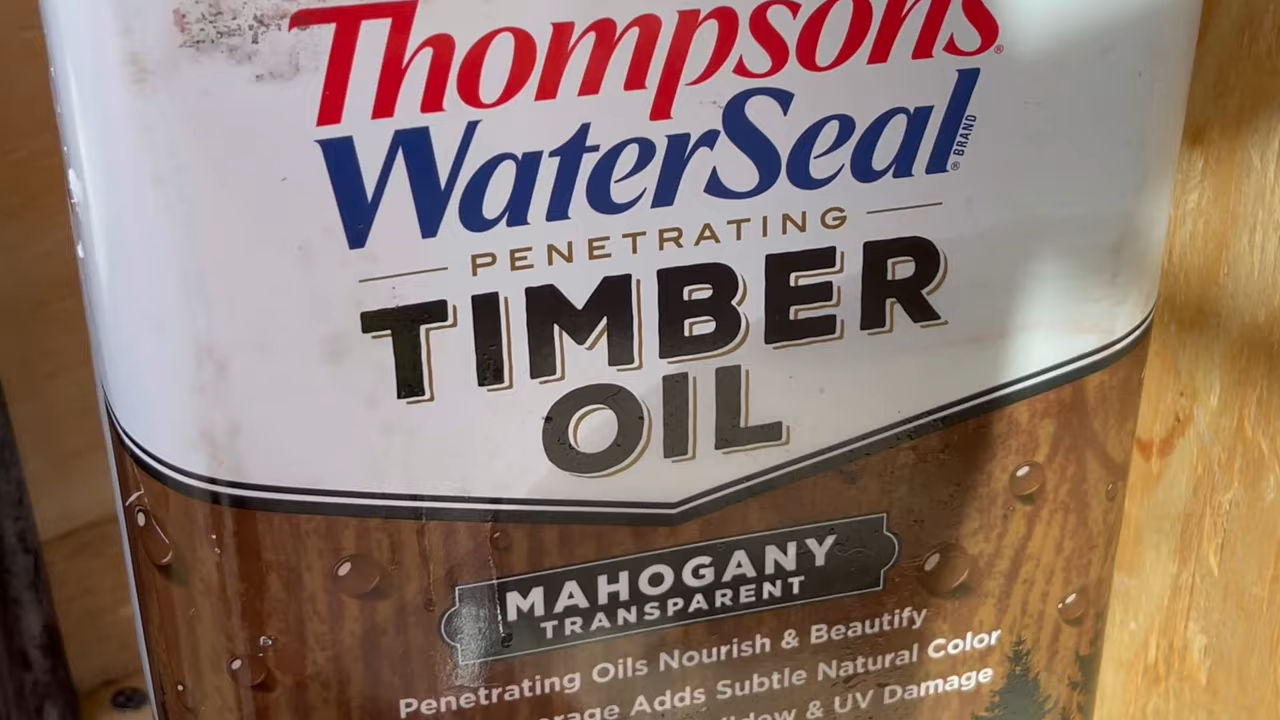 Thompson's®
WaterSeal®
BRAND
PENETRATING
TIMBER
OIL
MAHOGANY
TRANSPARENT
Penetrating Oils Nourish & Beautify
Adds Subtle Natural Color
& UV Damage